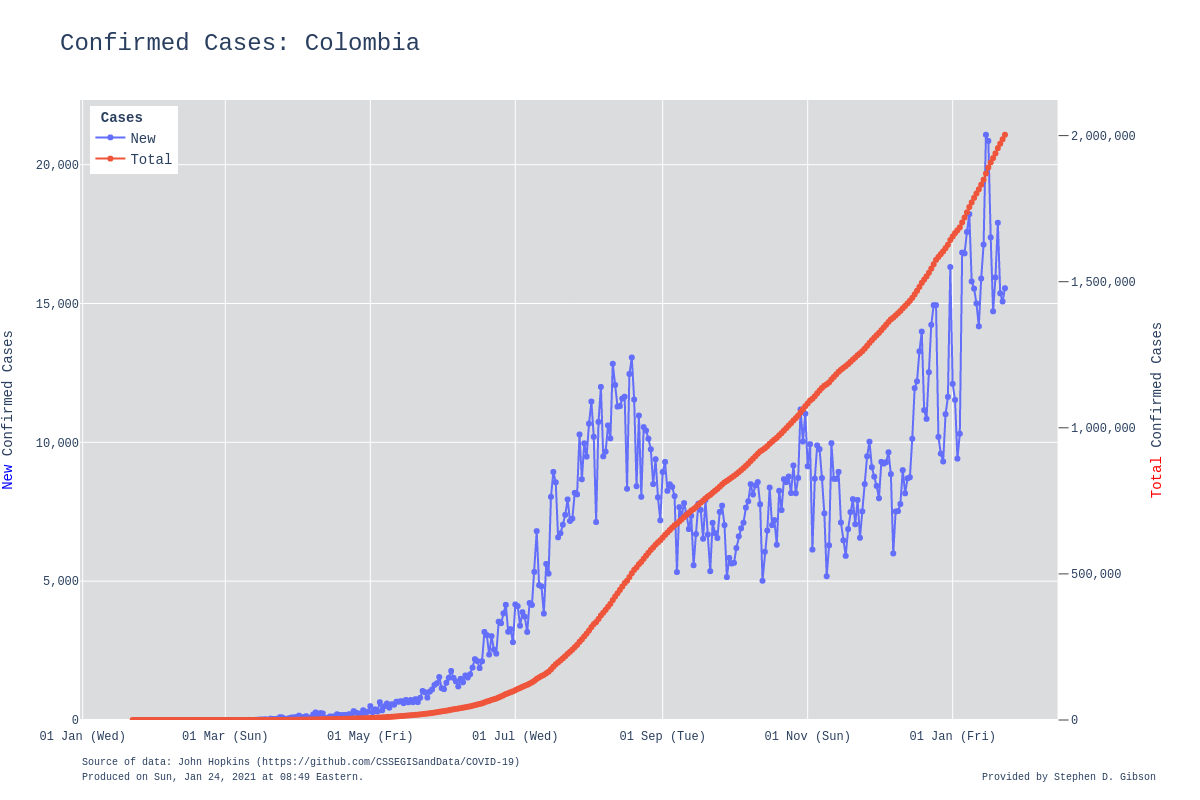 Confirmed Cases: Colombia
Cases
New
Total
20,000
15,000
10,000
5,000
0
2,000,000
1,500,000
1,000,000
500,000
0
New Confirmed Cases
Total Confirmed Cases
01 Jan (Wed)
01 Mar (Sun)
01 May (Fri)
01 Jul (Wed)
01 Sep (Tue)
01 Nov (Sun)
01 Jan (Fri)
Source of data: John Hopkins (https://github.com/CSSEGISandData/COVID-19)
Produced on Sun, Jan 24, 2021 at 08:49 Eastern.
Provided by Stephen D. Gibson